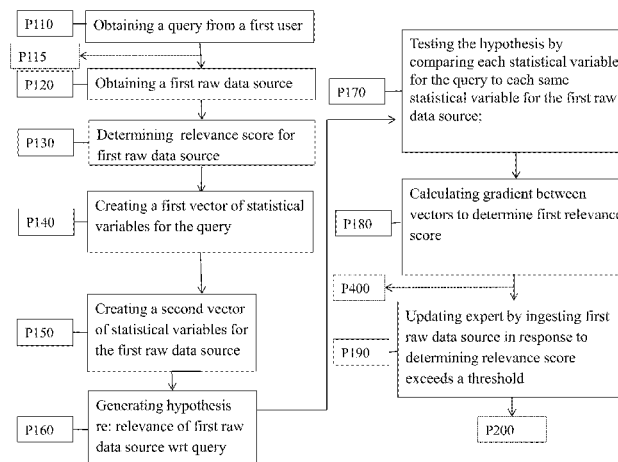 P110
Obtaining a query from a first user
P115
P120
Obtaining a first raw data source
P130
Determining relevance score for
first raw data source
P140
Creating a first vector of statistical
variables for the query
P150
Creating a second vector
of statistical variables for
the first raw data source
P160
Generating hypothesis
re: relevance of first raw
data source wrt query
P170
Testing the hypothesis by
comparing each statistical variable
for the query to each same
statistical variable for the first raw
data source;
P180
Calculating gradient between
vectors to determine first relevance
score
P400
P190
Updating expert by ingesting first
raw data source in response to
determining relevance score
exceeds a threshold
P200